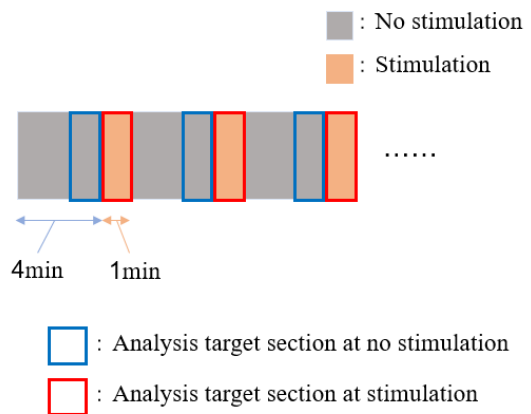 : No stimulation
: Stimulation
......
4min
1min
: Analysis target section at no stimulation
: Analysis target section at stimulation